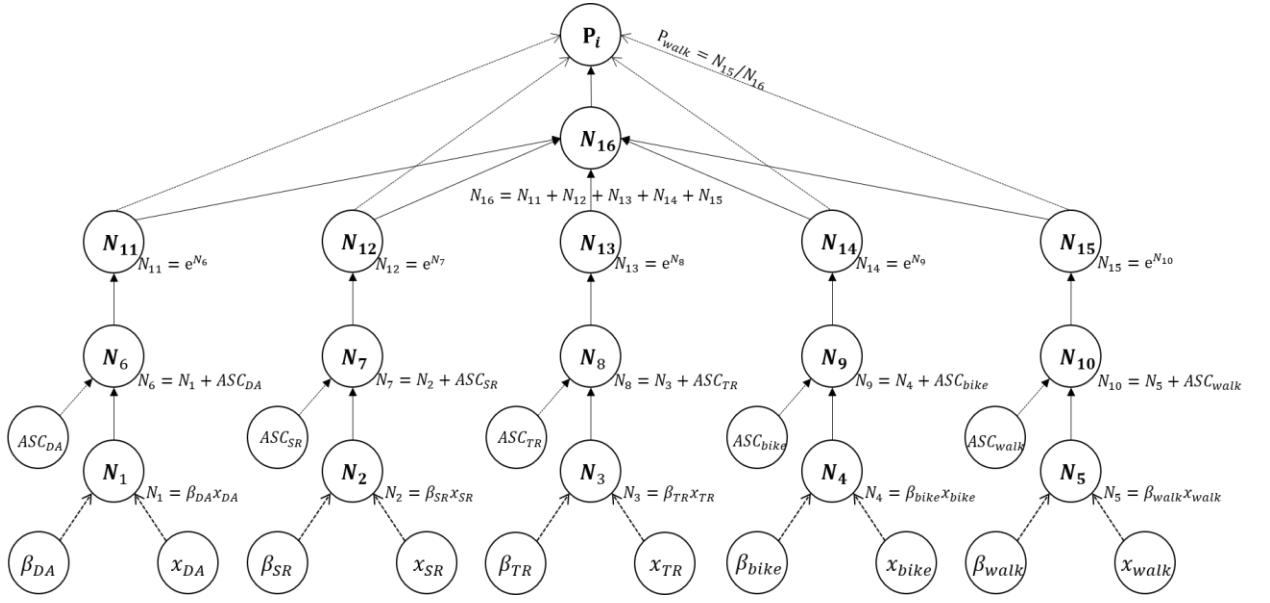 P_i
P_walk = N_15/N_16
N_16
N_16 = N_11 + N_12 + N_13 + N_14 + N_15
N_11 N_12 N_13 N_14 N_15
N_11 = e^{N_6} N_12 = e^{N_7} N_13 = e^{N_8} N_14 = e^{N_9} N_15 = e^{N_10}
N_6 N_7 N_8 N_9 N_10
N_6 = N_1 + ASC_DA N_7 = N_2 + ASC_SR N_8 = N_3 + ASC_TR N_9 = N_4 + ASC_bike N_10 = N_5 + ASC_walk
ASC_DA ASC_SR ASC_TR ASC_bike ASC_walk
N_1 N_2 N_3 N_4 N_5
N_1 = β_DA x_DA N_2 = β_SR x_SR N_3 = β_TR x_TR N_4 = β_bike x_bike N_5 = β_walk x_walk
β_DA x_DA β_SR x_SR β_TR x_TR β_bike x_bike β_walk x_walk